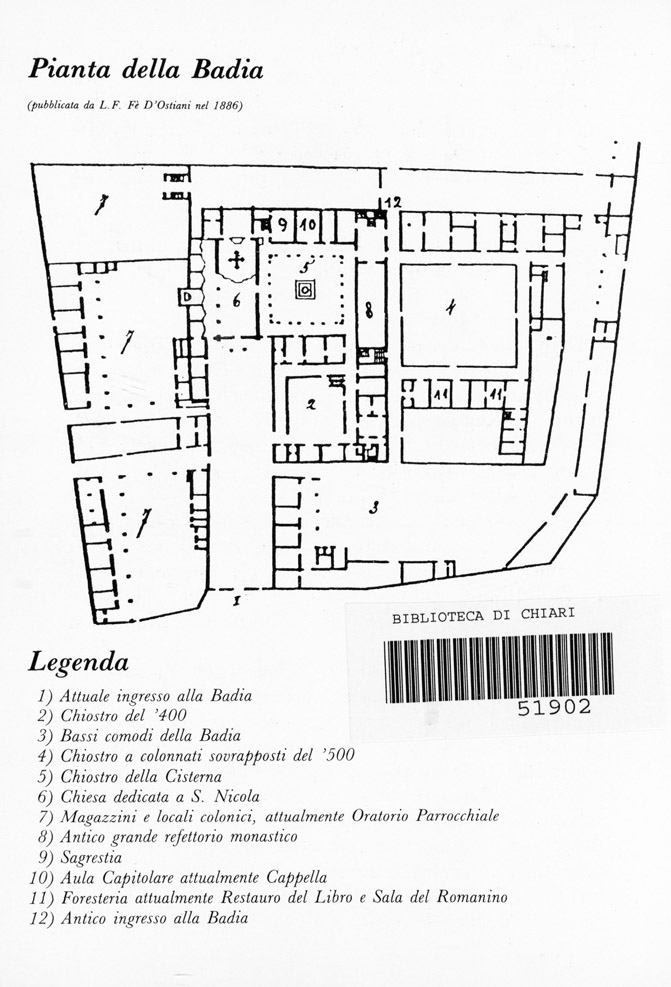 Pianta della Badia
(pubblicata da L.F. Fè D'Ostiani nel 1886)
12
7
9
10
5
D
6
8
4
7
2
11
11
3
7
I
BIBLIOTECA DI CHIARI
51902
Legenda
1) Attuale ingresso alla Badia
2) Chiostro del '400
3) Bassi comodi della Badia
4) Chiostro a colonnati sovrapposti del '500
5) Chiostro della Cisterna
6) Chiesa dedicata a S. Nicola
7) Magazzini e locali colonici, attualmente Oratorio Parrocchiale
8) Antico grande refettorio monastico
9) Sagrestia
10) Aula Capitolare attualmente Cappella
11) Foresteria attualmente Restauro del Libro e Sala del Romanino
12) Antico ingresso alla Badia